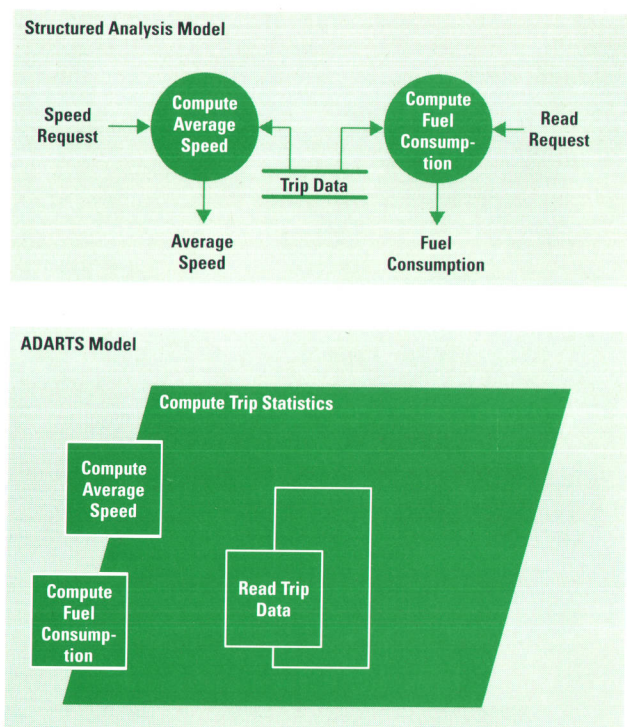 Structured Analysis Model
Speed
Request
Compute
Average
Speed
Compute
Fuel
Consump-
tion
Read
Request
Trip Data
Average
Speed
Fuel
Consumption
ADARTS Model
Compute Trip Statistics
Compute
Average
Speed
Compute
Fuel
Consump-
tion
Read Trip
Data